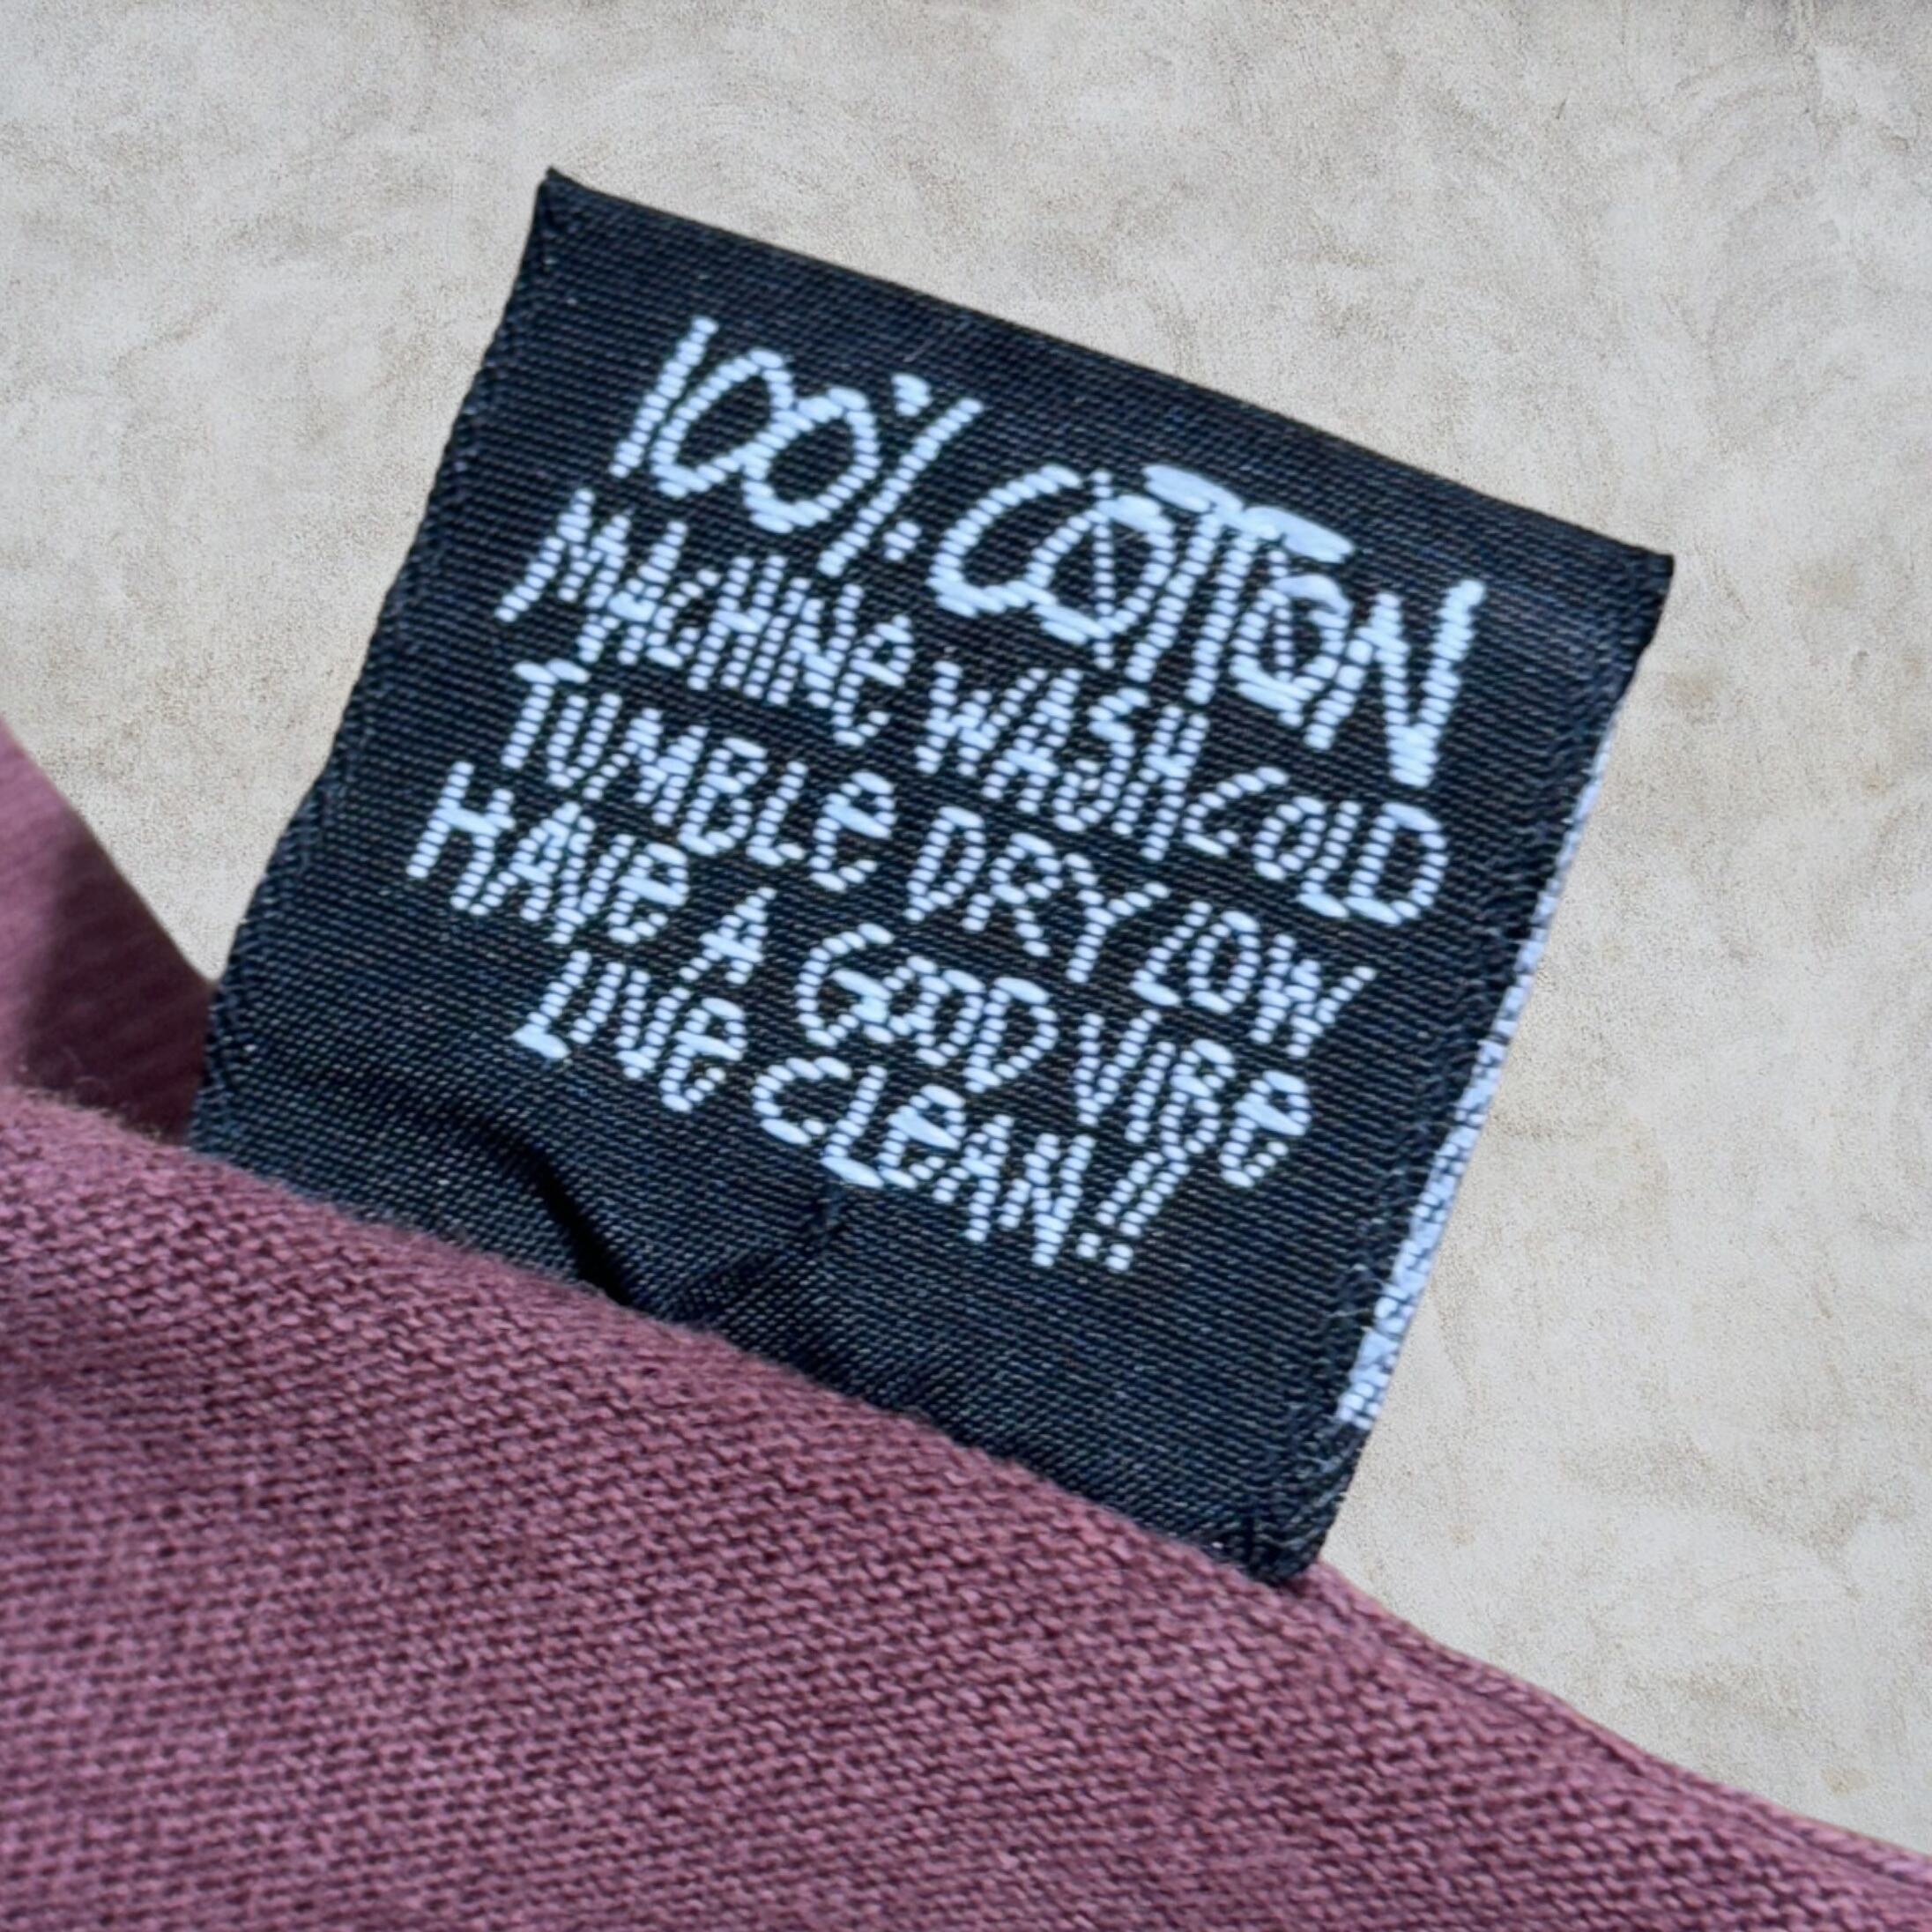 100% COTTON
MACHINe WASH COLD
TUMBLe DRY LOW
HAVe A GOOD VIBe
LIVe CLeAN!!